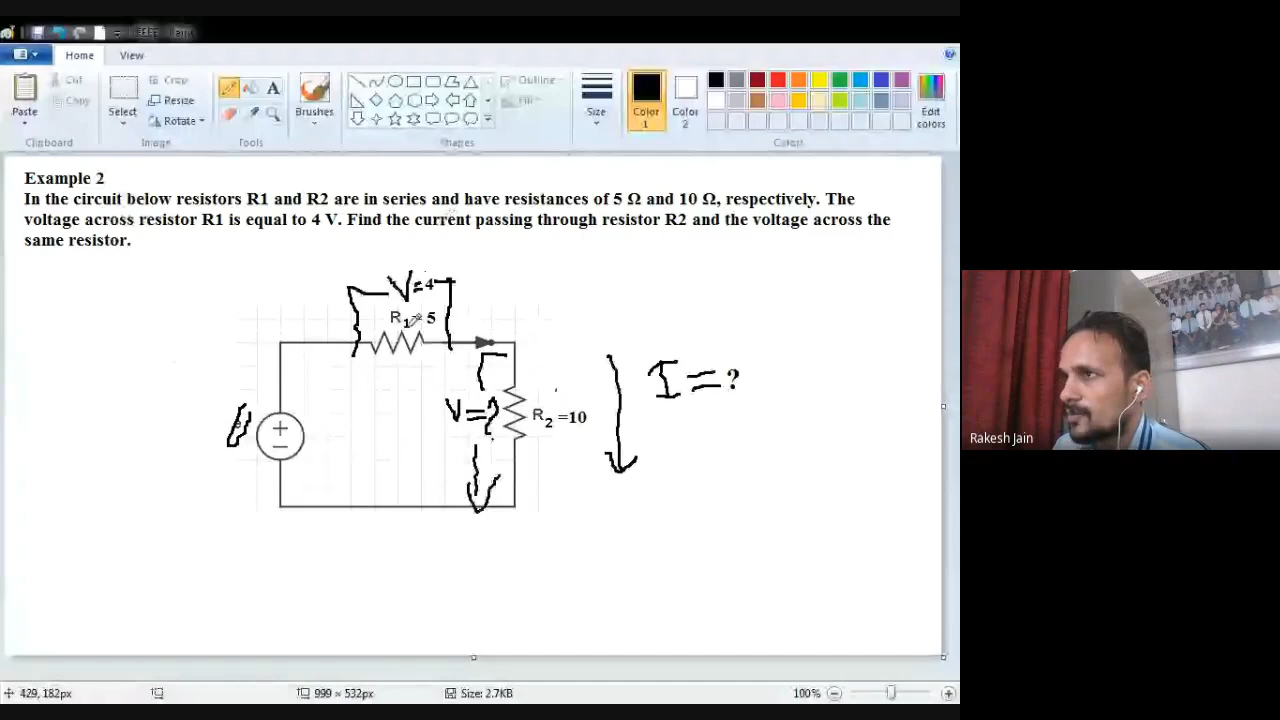 Home
View
Paste
Cut
Copy
Clipboard
Select
Crop
Resize
Rotate
Image
Tools
Brushes
Outline
Fill
Shapes
Size
Color 1
Color 2
Edit colors
Colors
Example 2
In the circuit below resistors R1 and R2 are in series and have resistances of 5 Ω and 10 Ω, respectively. The
voltage across resistor R1 is equal to 4 V. Find the current passing through resistor R2 and the voltage across the
same resistor.
V=4
R1= 5
I=?
V=?
R2 =10
+
−
Rakesh Jain
429, 182px
999 × 532px
Size: 2.7KB
100%